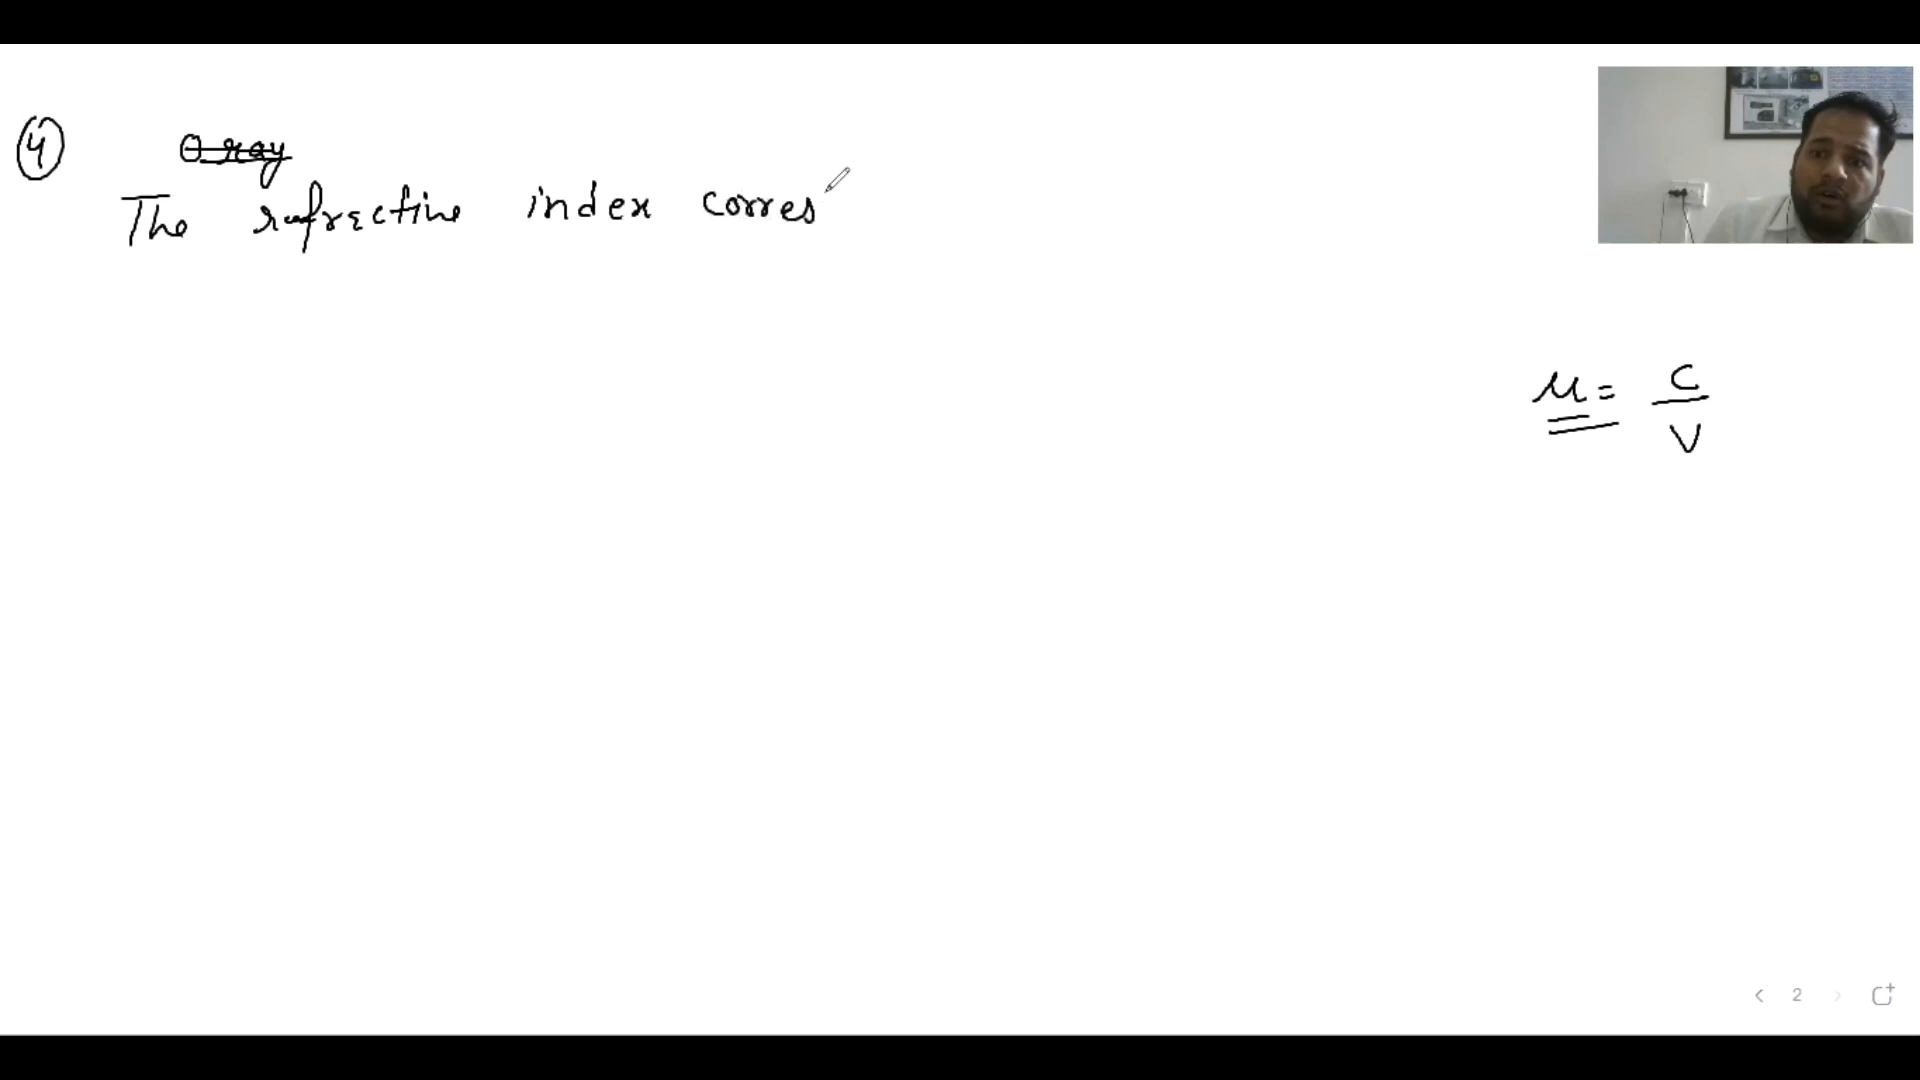 4
O ray
The refractive index corres
μ = c/v
2